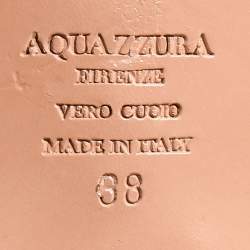 AQUAZZURA
FIRENZE
VERO CUOIO
MADE IN ITALY
38